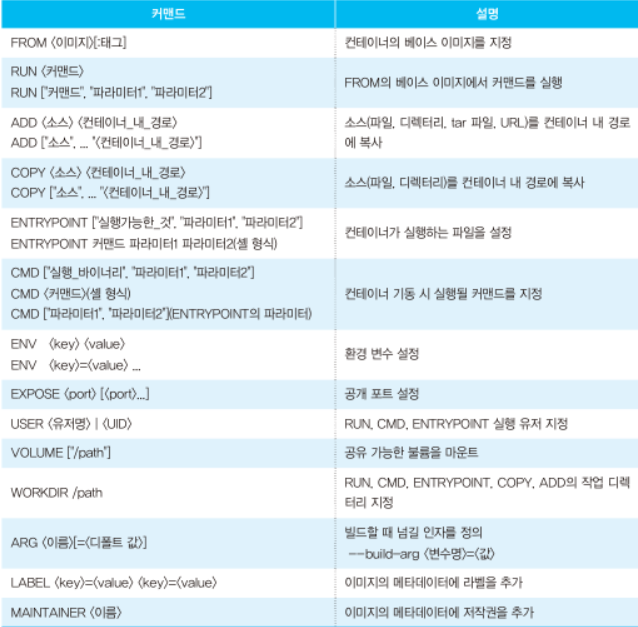 커맨드 설명
FROM 〈이미지〉[:태그] 컨테이너의 베이스 이미지를 지정
RUN 〈커맨드〉
RUN ["커맨드", "파라미터1", "파라미터2"]
FROM의 베이스 이미지에서 커맨드를 실행
ADD 〈소스〉 〈컨테이너_내_경로〉
ADD ["소스", ... "〈컨테이너_내_경로〉"]
소스(파일, 디렉터리, tar 파일, URL)를 컨테이너 내 경로
에 복사
COPY 〈소스〉 〈컨테이너_내_경로〉
COPY ["소스", ... "〈컨테이너_내_경로〉"]
소스(파일, 디렉터리)를 컨테이너 내 경로에 복사
ENTRYPOINT ["실행가능한_것", "파라미터1", "파라미터2"]
ENTRYPOINT 커맨드 파라미터1 파라미터2(셸 형식)
컨테이너가 실행하는 파일을 설정
CMD ["실행_바이너리", "파라미터1", "파라미터2"]
CMD 〈커맨드〉(셸 형식)
CMD ["파라미터1", "파라미터2"](ENTRYPOINT의 파라미터)
컨테이너 기동 시 실행될 커맨드를 지정
ENV 〈key〉 〈value〉
ENV 〈key〉=〈value〉 ...
환경 변수 설정
EXPOSE 〈port〉 [〈port〉...] 공개 포트 설정
USER 〈유저명〉 | 〈UID〉 RUN, CMD, ENTRYPOINT 실행 유저 지정
VOLUME ["/path"] 공유 가능한 볼륨을 마운트
WORKDIR /path
RUN, CMD, ENTRYPOINT, COPY, ADD의 작업 디렉
터리 지정
ARG 〈이름〉[=〈디폴트 값〉]
빌드할 때 넘길 인자를 정의
--build-arg 〈변수명〉=〈값〉
LABEL 〈key〉=〈value〉 〈key〉=〈value〉 이미지의 메타데이터에 라벨을 추가
MAINTAINER 〈이름〉 이미지의 메타데이터에 저작권을 추가